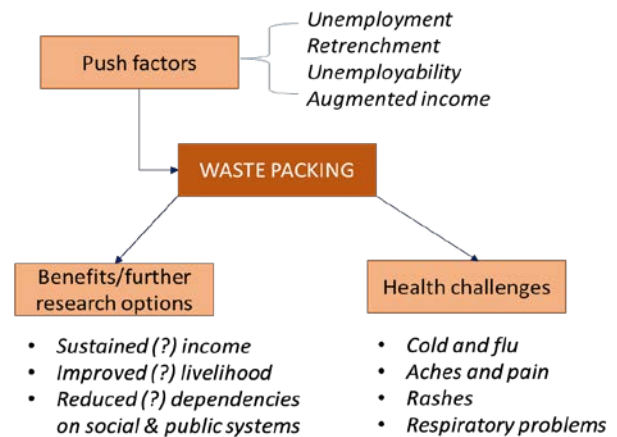 Push factors
Unemployment
Retrenchment
Unemployability
Augmented income
WASTE PACKING
Benefits/further
research options
• Sustained (?) income
• Improved (?) livelihood
• Reduced (?) dependencies
on social & public systems
Health challenges
• Cold and flu
• Aches and pain
• Rashes
• Respiratory problems